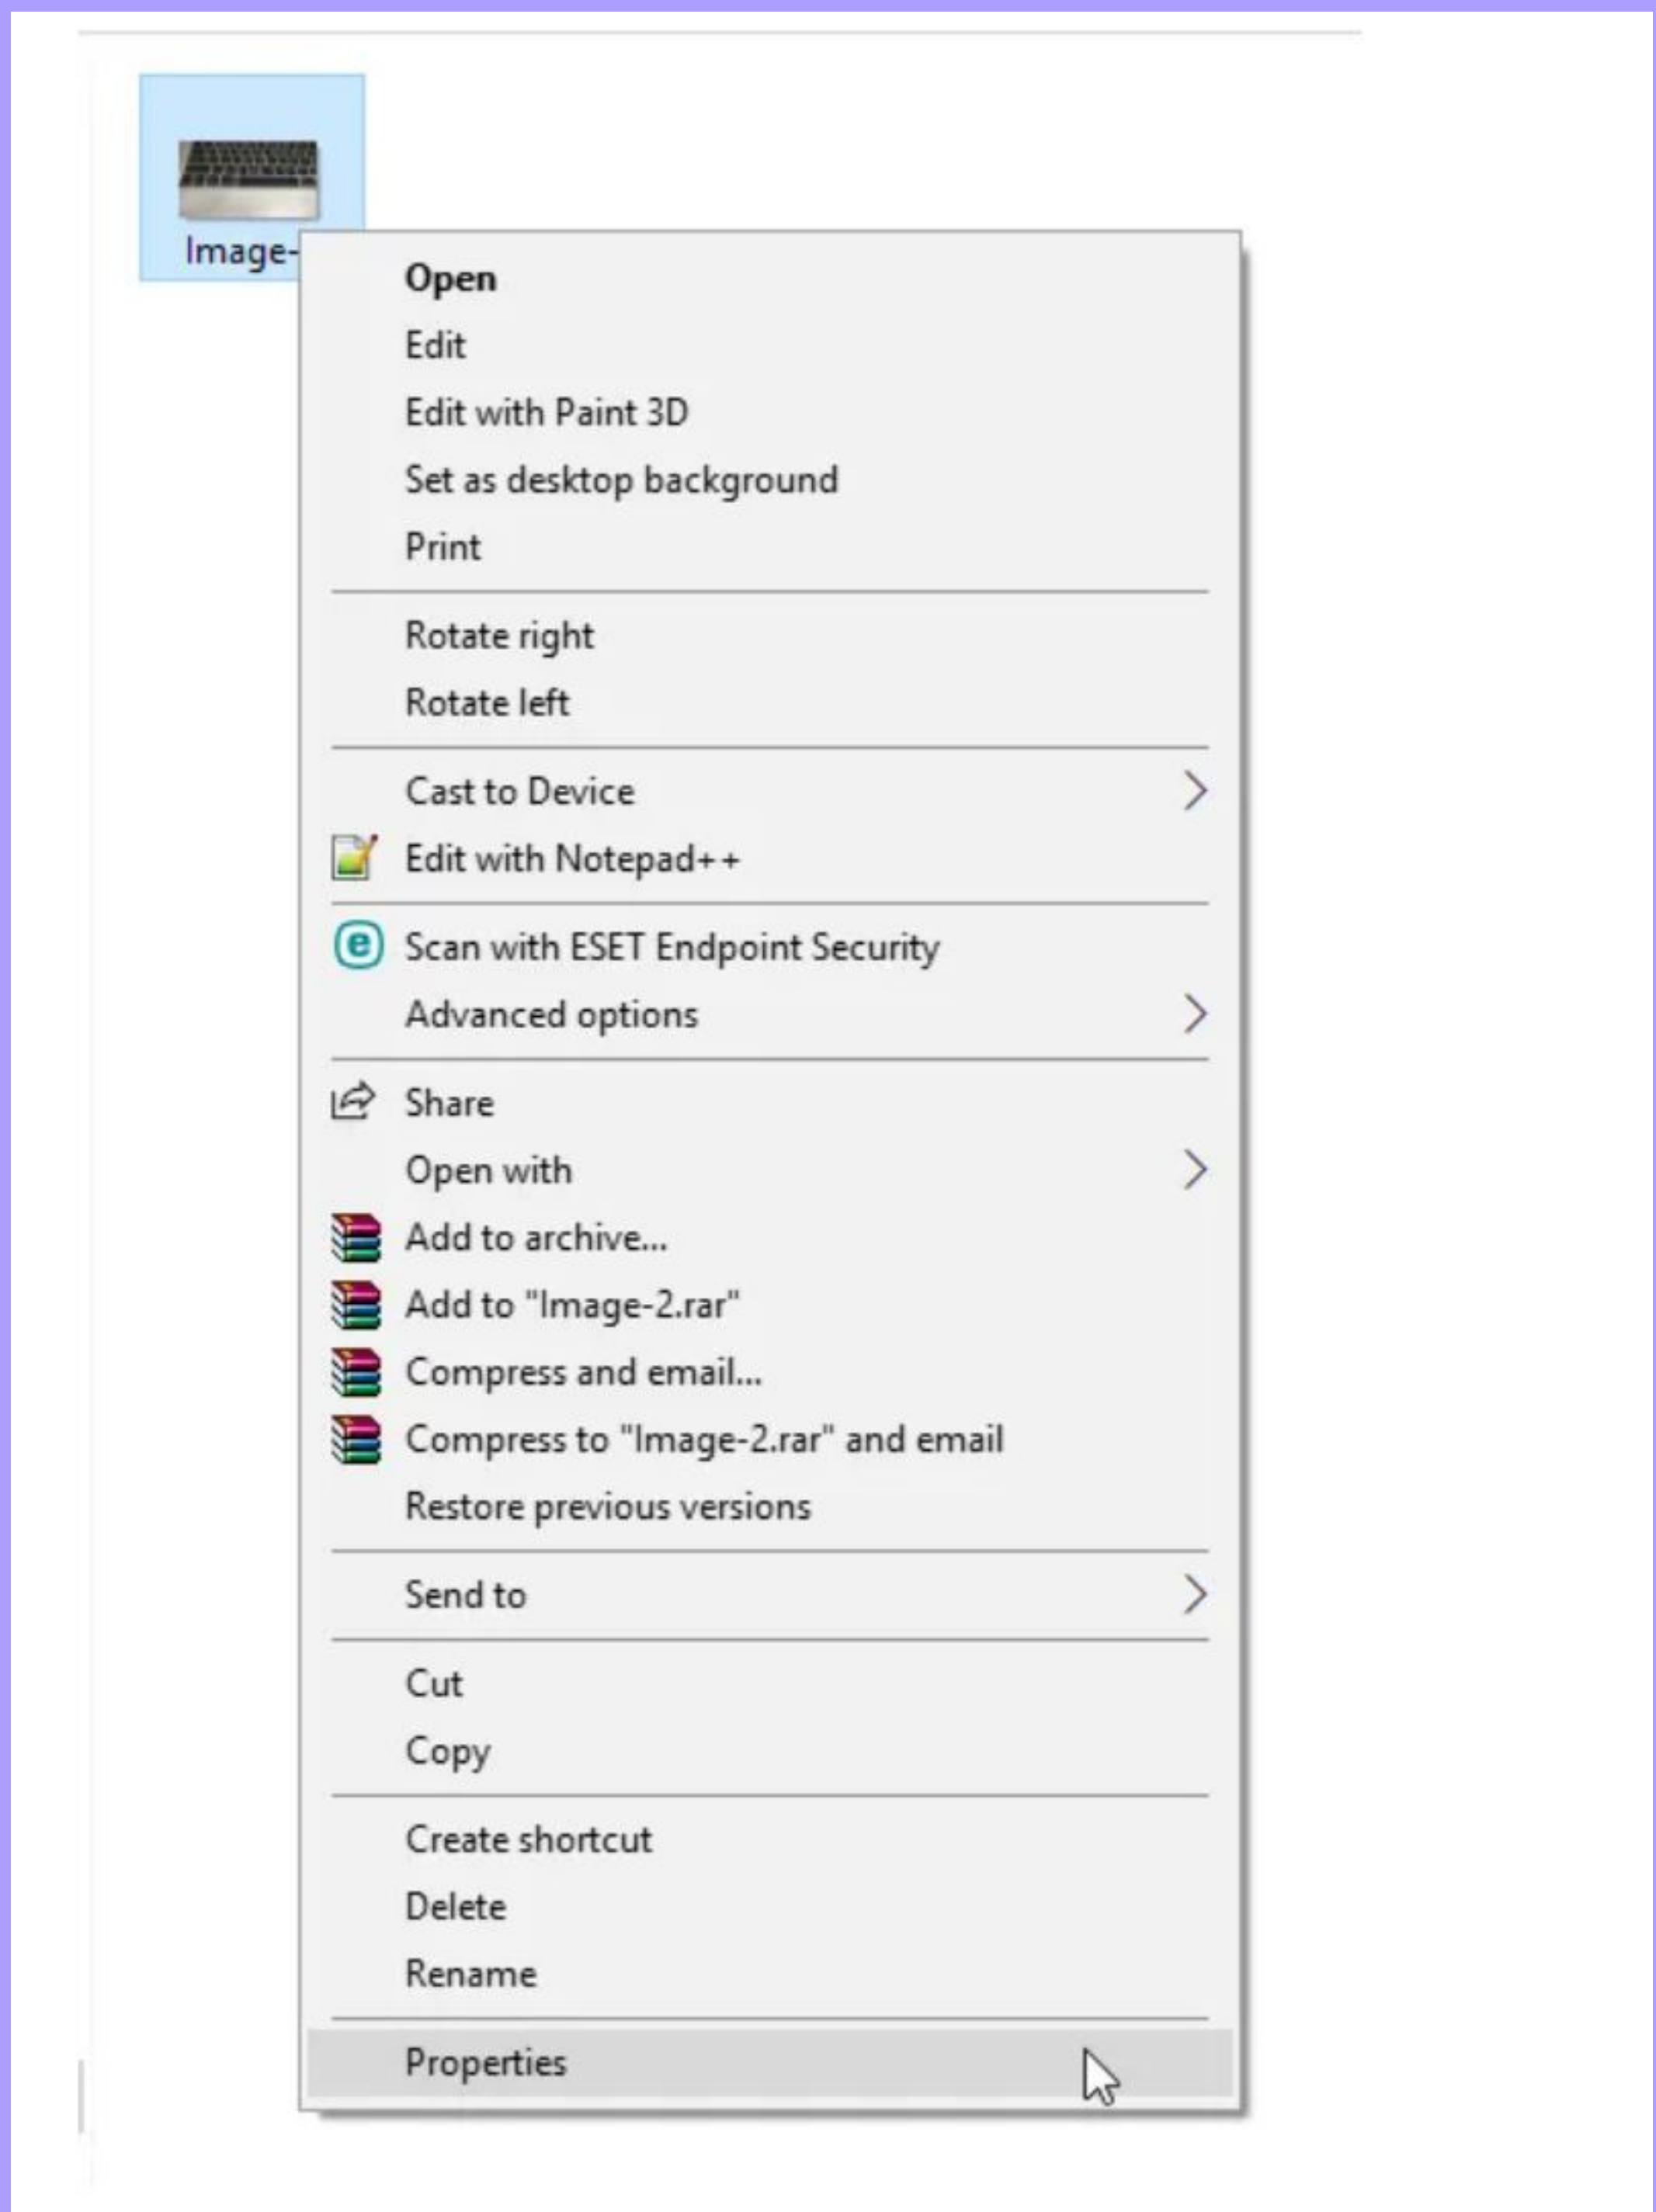 Image-
Open
Edit
Edit with Paint 3D
Set as desktop background
Print
Rotate right
Rotate left
Cast to Device
Edit with Notepad++
Scan with ESET Endpoint Security
Advanced options
Share
Open with
Add to archive...
Add to "Image-2.rar"
Compress and email...
Compress to "Image-2.rar" and email
Restore previous versions
Send to
Cut
Copy
Create shortcut
Delete
Rename
Properties